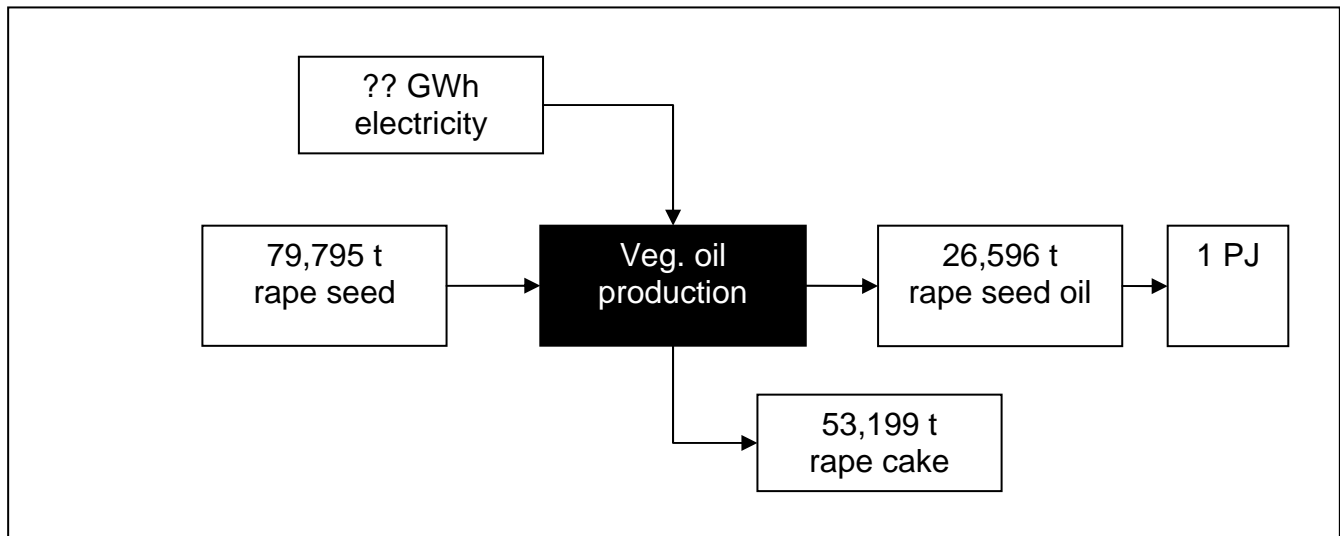 ?? GWh
electricity
79,795 t
rape seed
Veg. oil
production
26,596 t
rape seed oil
1 PJ
53,199 t
rape cake